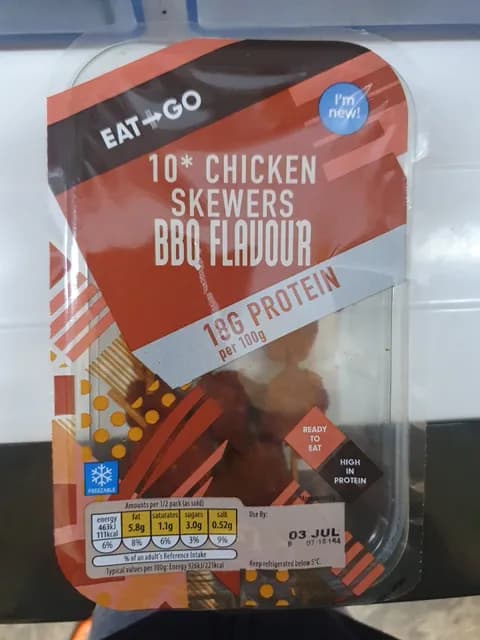 EAT→GO
I'm
new!
10* CHICKEN
SKEWERS
BBQ FLAVOUR
18G PROTEIN
per 100g
READY
TO
EAT
HIGH
IN
PROTEIN
FREEZABLE
Amounts per 1/2 pack (as sold)
energy fat saturates sugars salt
463kJ 5.8g 1.1g 3.0g 0.52g
111kcal
6% 8% 6% 3% 9%
% of an adult's Reference Intake
Typical values per 100g: Energy 926kJ/221kcal
Use By:
03 JUL
Keep refrigerated below 5°C.